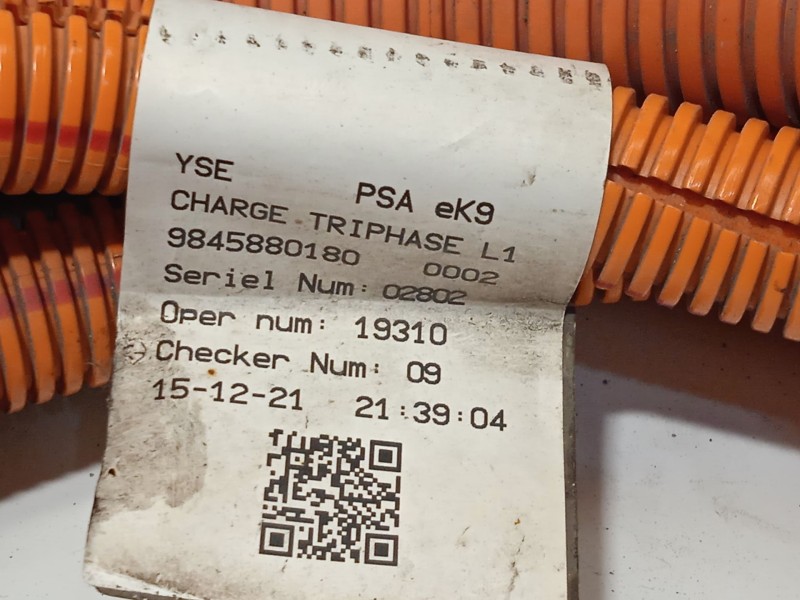 YSE
PSA eK9
CHARGE TRIPHASE L1
9845880180 0002
Seriel Num: 02802
Oper num: 19310
Checker Num: 09
15-12-21 21:39:04